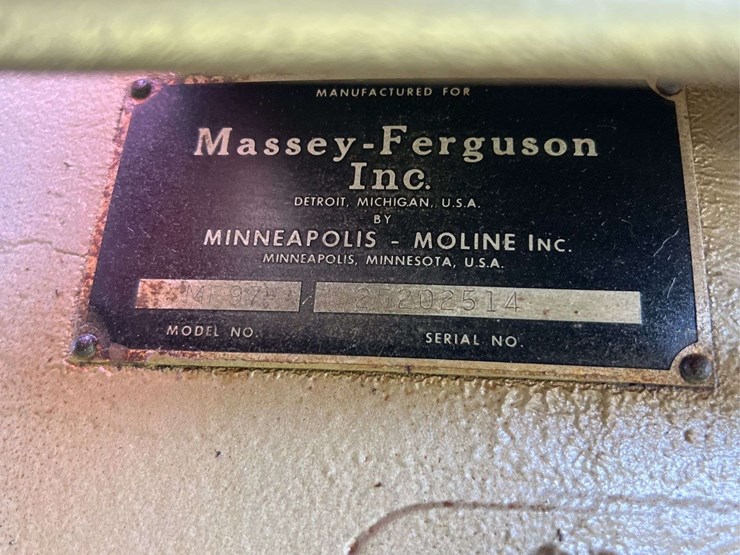 MANUFACTURED FOR
Massey-Ferguson
Inc.
DETROIT, MICHIGAN, U.S.A.
BY
MINNEAPOLIS - MOLINE INC.
MINNEAPOLIS, MINNESOTA, U.S.A.
MODEL NO.
SERIAL NO.